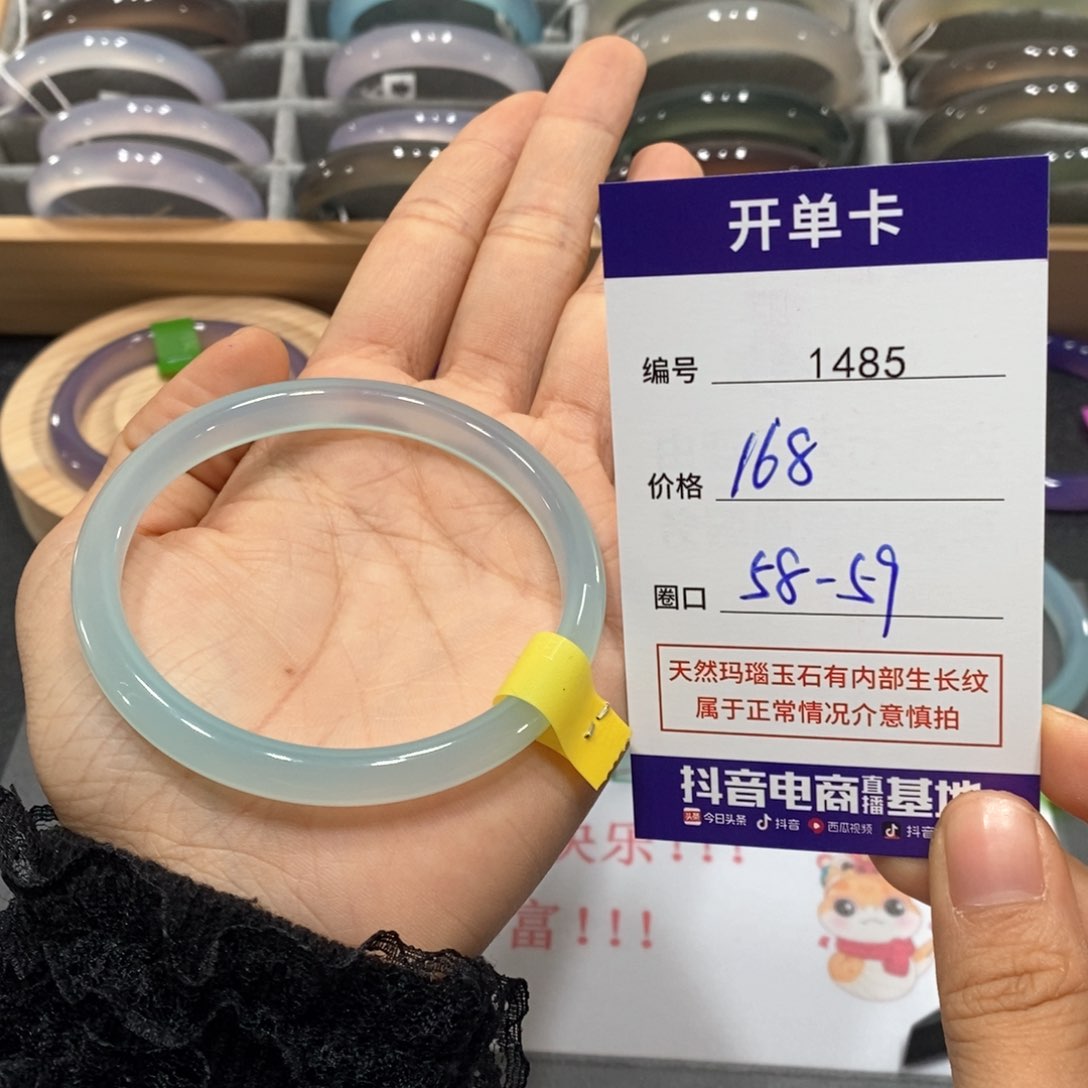 开单卡
编号 1485
价格 168
圈口 58-59
天然玛瑙玉石有内部生长纹
属于正常情况介意慎拍
抖音电商直播基地
头条 今日头条 抖音 西瓜视频 抖音
快乐!!!
富!!!